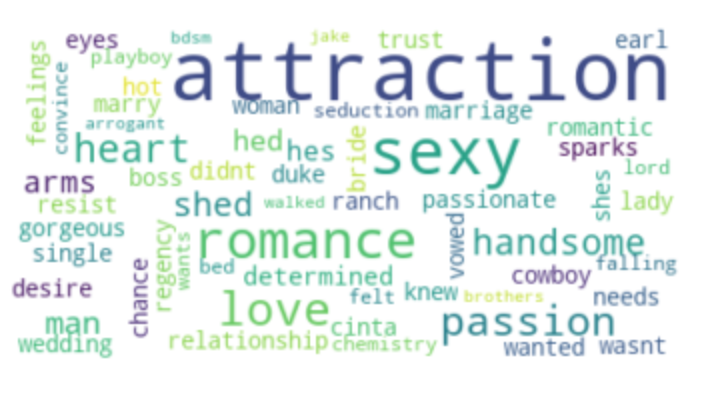 eyes bdsm jake trust earl
feelings playboy attraction
convince hot
marry woman seduction marriage
arrogant romantic
heart hed hes bride sexy sparks
arms boss didnt duke shes lord
resist shed walked ranch passionate lady
gorgeous regency wants romance vowed handsome
single chance bed determined cowboy falling
desire love felt knew brothers needs
man cinta passion
wedding relationship chemistry wanted wasnt